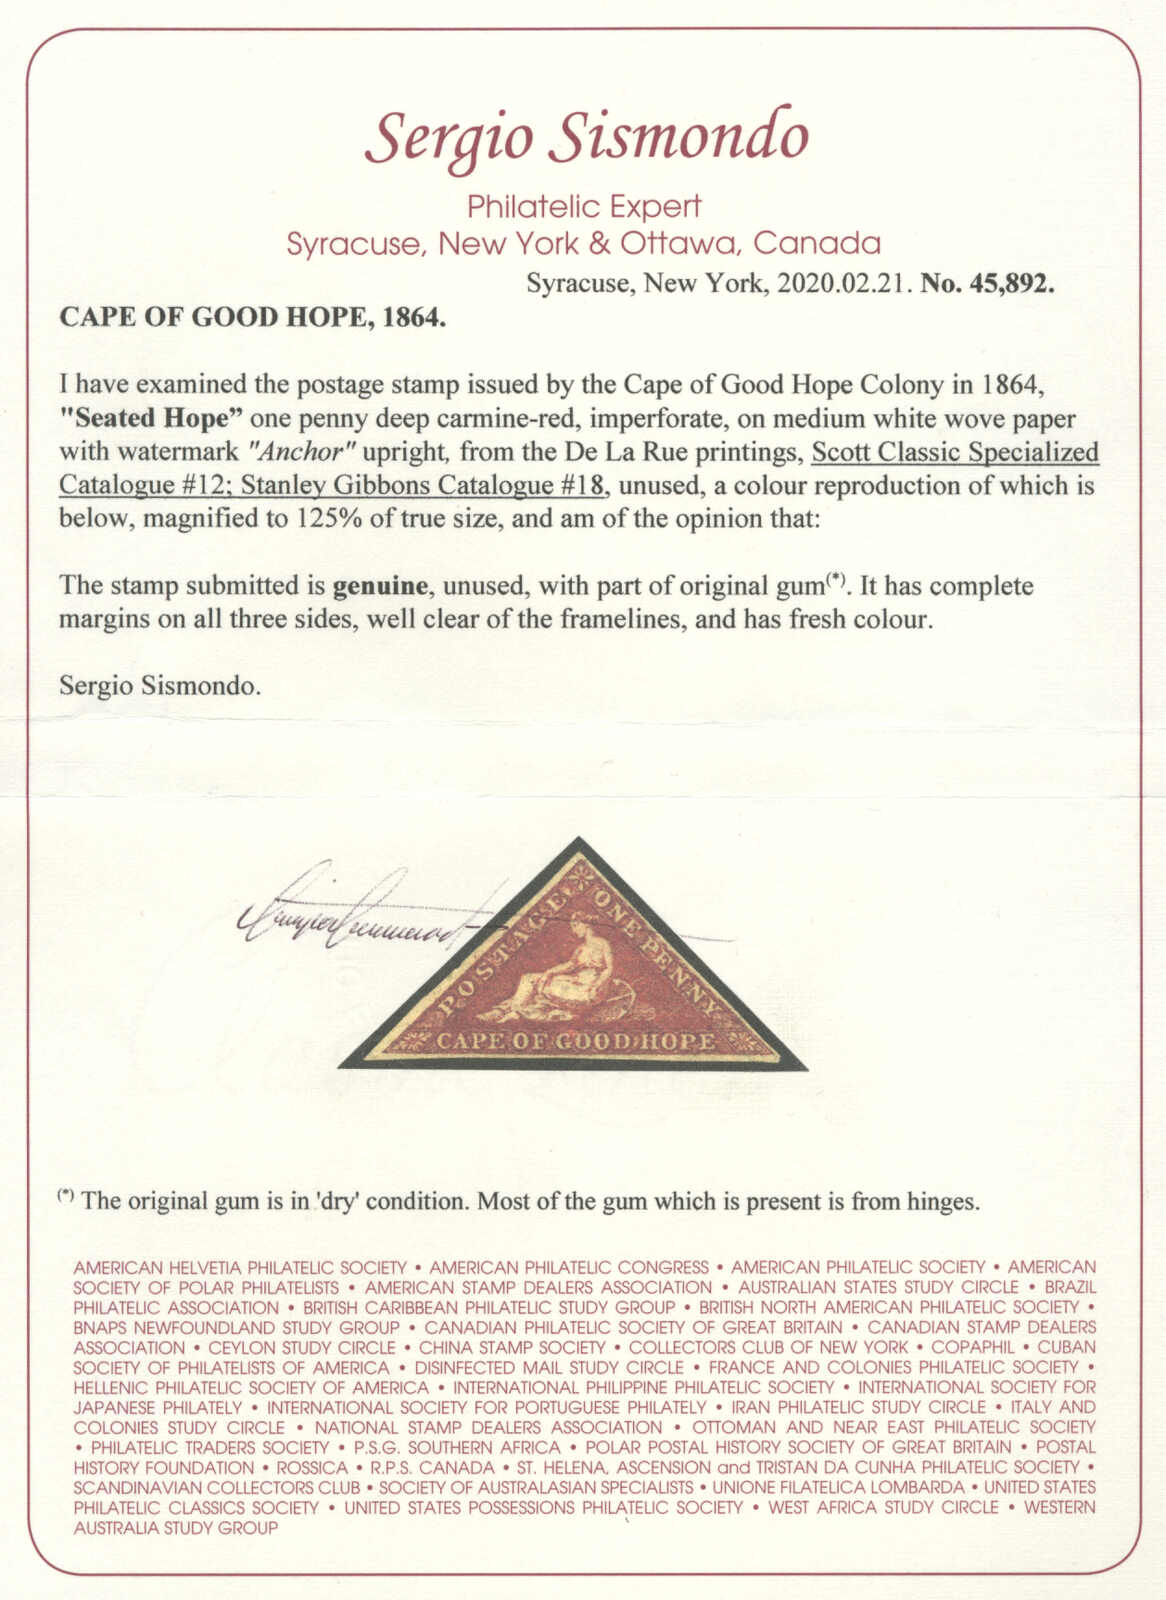 Sergio Sismondo
Philatelic Expert
Syracuse, New York & Ottawa, Canada
Syracuse, New York, 2020.02.21. No. 45,892.
CAPE OF GOOD HOPE, 1864.
I have examined the postage stamp issued by the Cape of Good Hope Colony in 1864,
"Seated Hope” one penny deep carmine-red, imperforate, on medium white wove paper
with watermark "Anchor" upright, from the De La Rue printings, Scott Classic Specialized
Catalogue #12; Stanley Gibbons Catalogue #18, unused, a colour reproduction of which is
below, magnified to 125% of true size, and am of the opinion that:
The stamp submitted is genuine, unused, with part of original gum(*). It has complete
margins on all three sides, well clear of the framelines, and has fresh colour.
Sergio Sismondo.
POSTAGE ONE PENNY
CAPE OF GOOD HOPE
(*) The original gum is in 'dry' condition. Most of the gum which is present is from hinges.
AMERICAN HELVETIA PHILATELIC SOCIETY • AMERICAN PHILATELIC CONGRESS • AMERICAN PHILATELIC SOCIETY • AMERICAN
SOCIETY OF POLAR PHILATELISTS • AMERICAN STAMP DEALERS ASSOCIATION • AUSTRALIAN STATES STUDY CIRCLE • BRAZIL
PHILATELIC ASSOCIATION • BRITISH CARIBBEAN PHILATELIC STUDY GROUP • BRITISH NORTH AMERICAN PHILATELIC SOCIETY •
BNAPS NEWFOUNDLAND STUDY GROUP • CANADIAN PHILATELIC SOCIETY OF GREAT BRITAIN • CANADIAN STAMP DEALERS
ASSOCIATION • CEYLON STUDY CIRCLE • CHINA STAMP SOCIETY • COLLECTORS CLUB OF NEW YORK • COPAPHIL • CUBAN
SOCIETY OF PHILATELISTS OF AMERICA • DISINFECTED MAIL STUDY CIRCLE • FRANCE AND COLONIES PHILATELIC SOCIETY •
HELLENIC PHILATELIC SOCIETY OF AMERICA • INTERNATIONAL PHILIPPINE PHILATELIC SOCIETY • INTERNATIONAL SOCIETY FOR
JAPANESE PHILATELY • INTERNATIONAL SOCIETY FOR PORTUGUESE PHILATELY • IRAN PHILATELIC STUDY CIRCLE • ITALY AND
COLONIES STUDY CIRCLE • NATIONAL STAMP DEALERS ASSOCIATION • OTTOMAN AND NEAR EAST PHILATELIC SOCIETY
• PHILATELIC TRADERS SOCIETY • P.S.G. SOUTHERN AFRICA • POLAR POSTAL HISTORY SOCIETY OF GREAT BRITAIN • POSTAL
HISTORY FOUNDATION • ROSSICA • R.P.S. CANADA • ST. HELENA, ASCENSION and TRISTAN DA CUNHA PHILATELIC SOCIETY •
SCANDINAVIAN COLLECTORS CLUB • SOCIETY OF AUSTRALASIAN SPECIALISTS • UNIONE FILATELICA LOMBARDA • UNITED STATES
PHILATELIC CLASSICS SOCIETY • UNITED STATES POSSESSIONS PHILATELIC SOCIETY • WEST AFRICA STUDY CIRCLE • WESTERN
AUSTRALIA STUDY GROUP